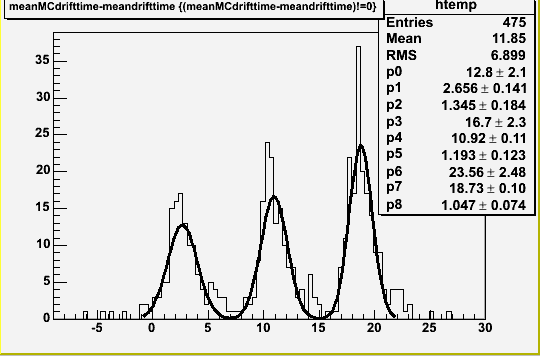 meanMCdrifttime-meandrifttime {(meanMCdrifttime-meandrifttime)!=0}
htemp
Entries 475
Mean 11.85
RMS 6.899
p0 12.8 ± 2.1
p1 2.656 ± 0.141
p2 1.345 ± 0.184
p3 16.7 ± 2.3
p4 10.92 ± 0.11
p5 1.193 ± 0.123
p6 23.56 ± 2.48
p7 18.73 ± 0.10
p8 1.047 ± 0.074
35
30
25
20
15
10
5
0
-5 0 5 10 15 20 25 30